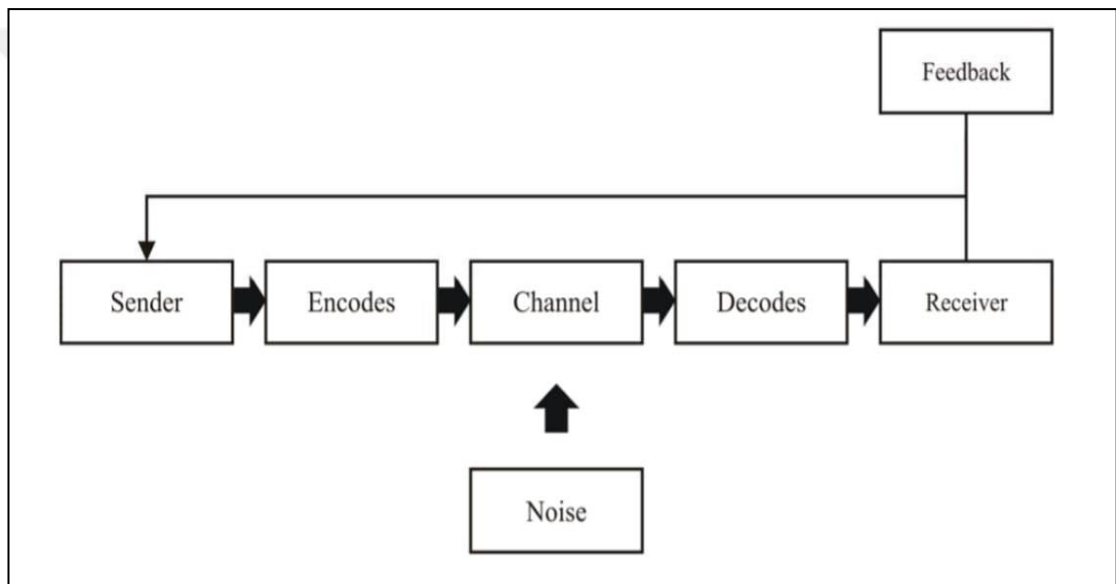 Feedback
Sender
Encodes
Channel
Decodes
Receiver
Noise